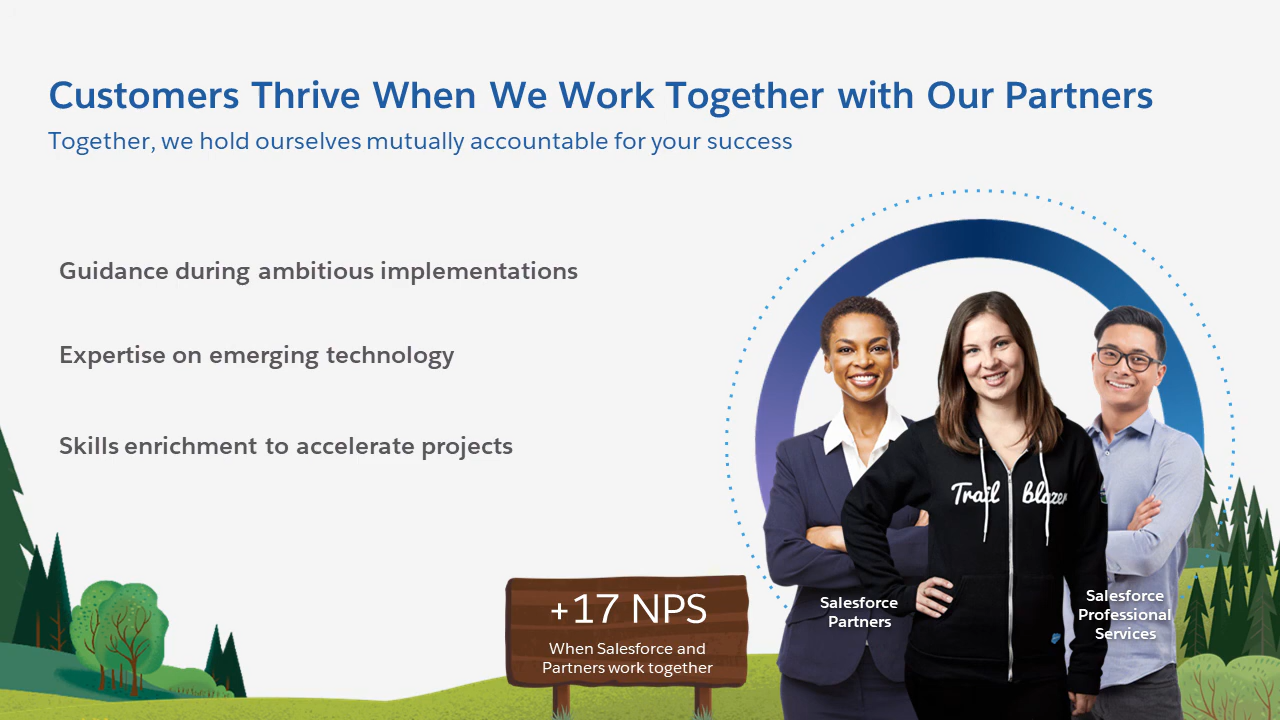 Customers Thrive When We Work Together with Our Partners
Together, we hold ourselves mutually accountable for your success
Guidance during ambitious implementations
Expertise on emerging technology
Skills enrichment to accelerate projects
Trail Blazer
+17 NPS
When Salesforce and
Partners work together
Salesforce
Partners
Salesforce
Professional
Services